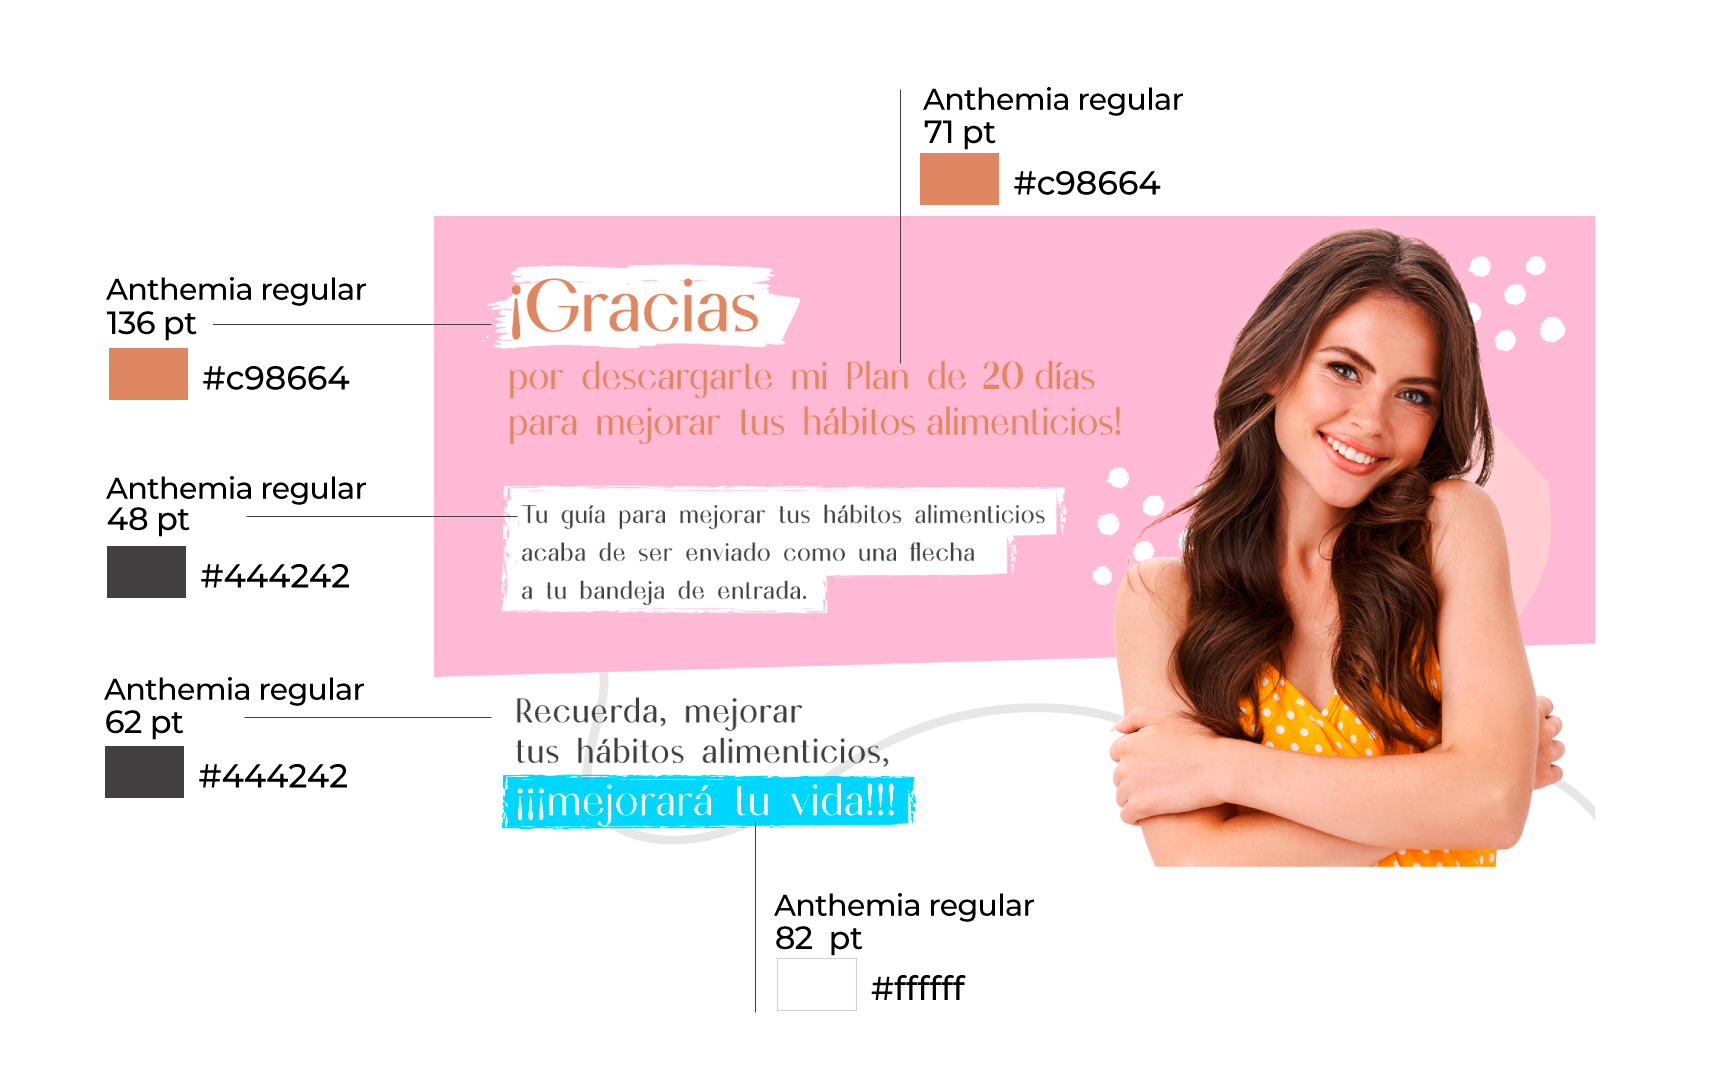 Anthemia regular
71 pt
#c98664
Anthemia regular
136 pt
#c98664
¡Gracias
por descargarte mi Plan de 20 días
para mejorar tus hábitos alimenticios!
Anthemia regular
48 pt
#444242
Tu guía para mejorar tus hábitos alimenticios
acaba de ser enviado como una flecha
a tu bandeja de entrada.
Anthemia regular
62 pt
#444242
Recuerda, mejorar
tus hábitos alimenticios,
¡¡¡mejorará tu vida!!!
Anthemia regular
82 pt
#ffffff